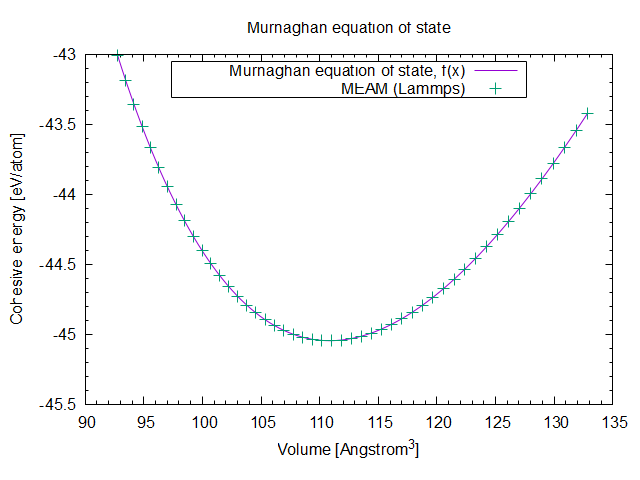 Murnaghan equation of state
-43
Murnaghan equation of state, f(x)
MEAM (Lammps)
-43.5
-44
-44.5
-45
-45.5
Cohesive energy [eV/atom]
90 95 100 105 110 115 120 125 130 135
Volume [Angstrom³]